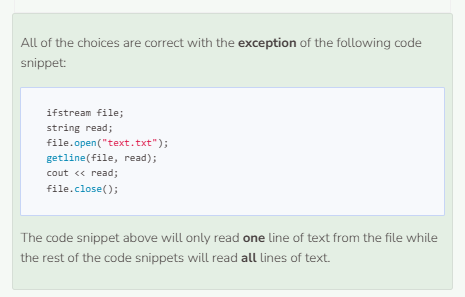 All of the choices are correct with the exception of the following code
snippet:
ifstream file;
string read;
file.open("text.txt");
getline(file, read);
cout << read;
file.close();
The code snippet above will only read one line of text from the file while
the rest of the code snippets will read all lines of text.